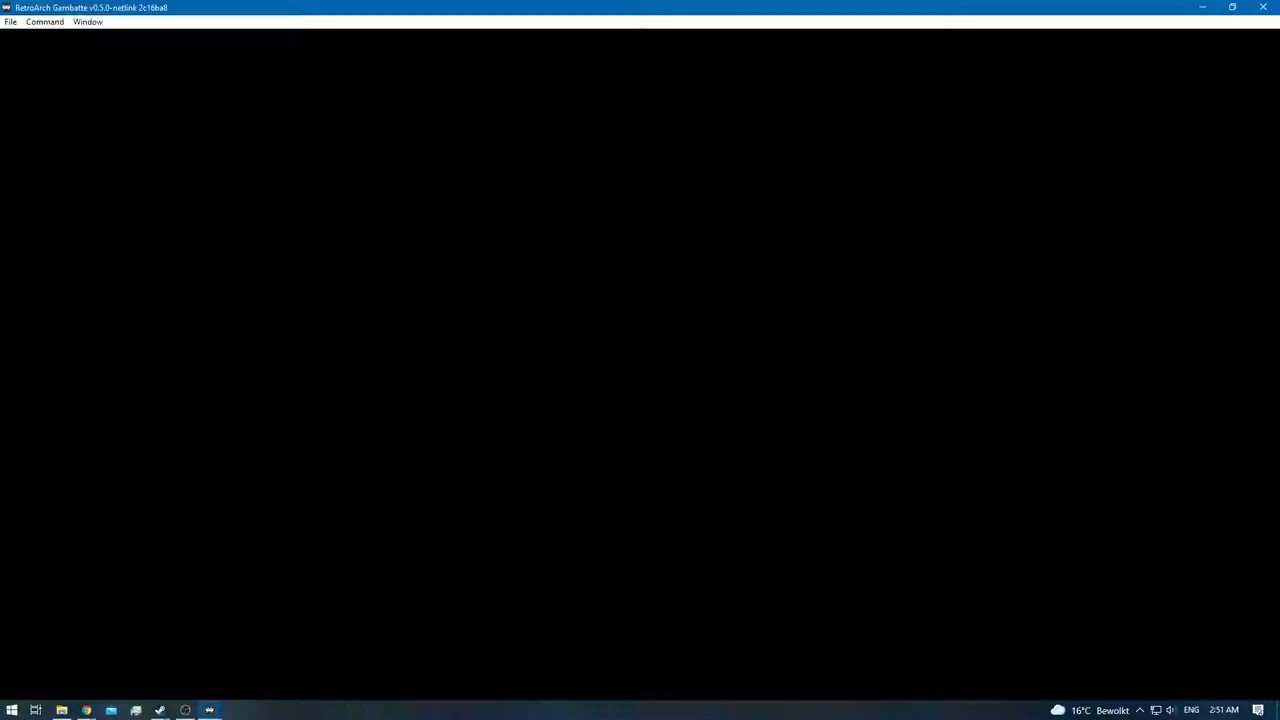 RetroArch Gambatte v0.5.0-netlink 2c16ba8
File Command Window
16°C Bewolkt ENG 2:51 AM